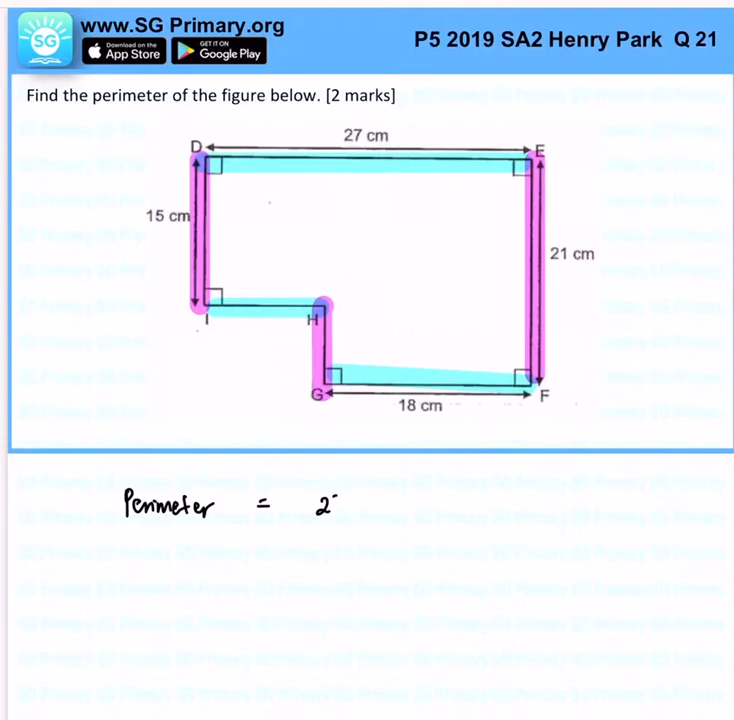 www.SG Primary.org
SG
Download on the
App Store
GET IT ON
Google Play
P5 2019 SA2 Henry Park Q 21
Find the perimeter of the figure below. [2 marks]
27 cm
D
E
15 cm
21 cm
I
H
G
F
18 cm
Perimeter = 2